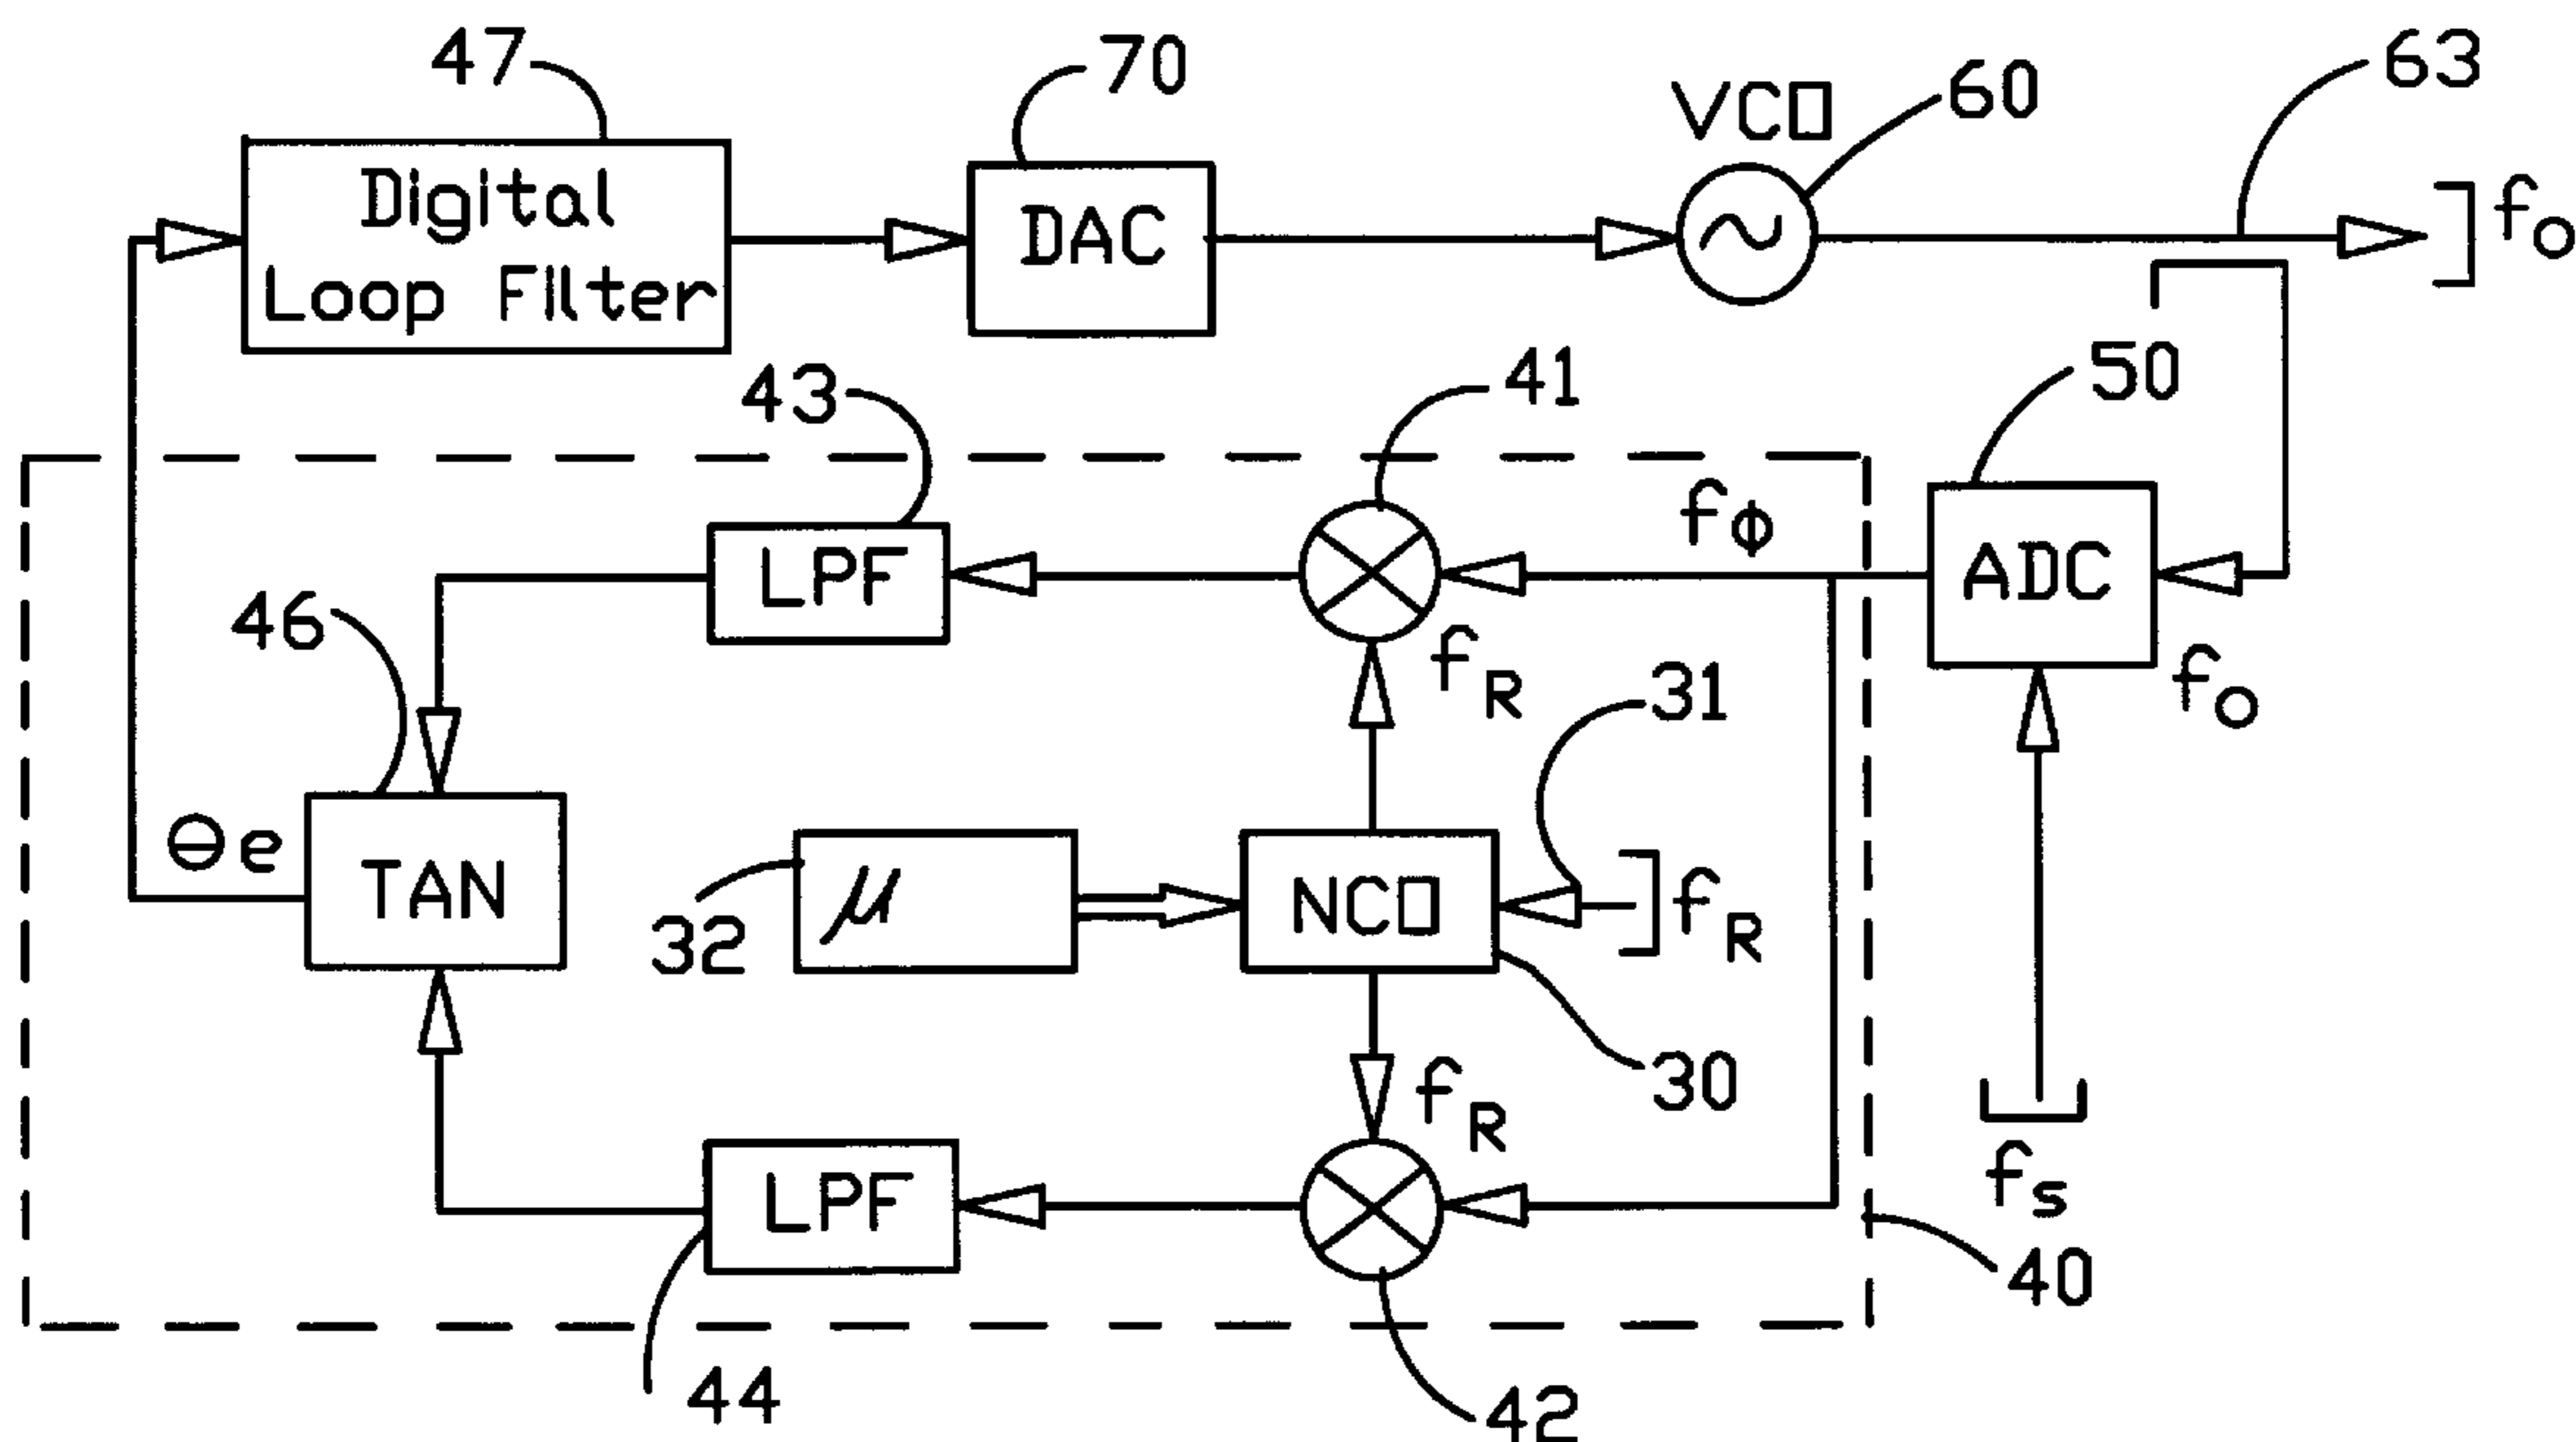 47
70
VCO
60
63
Digital
Loop Filter
DAC
fO
43
41
50
46
LPF
fΦ
ADC
fR
31
fO
Θe
TAN
32
μ
NCO
fR
fR
30
LPF
fS
40
44
42